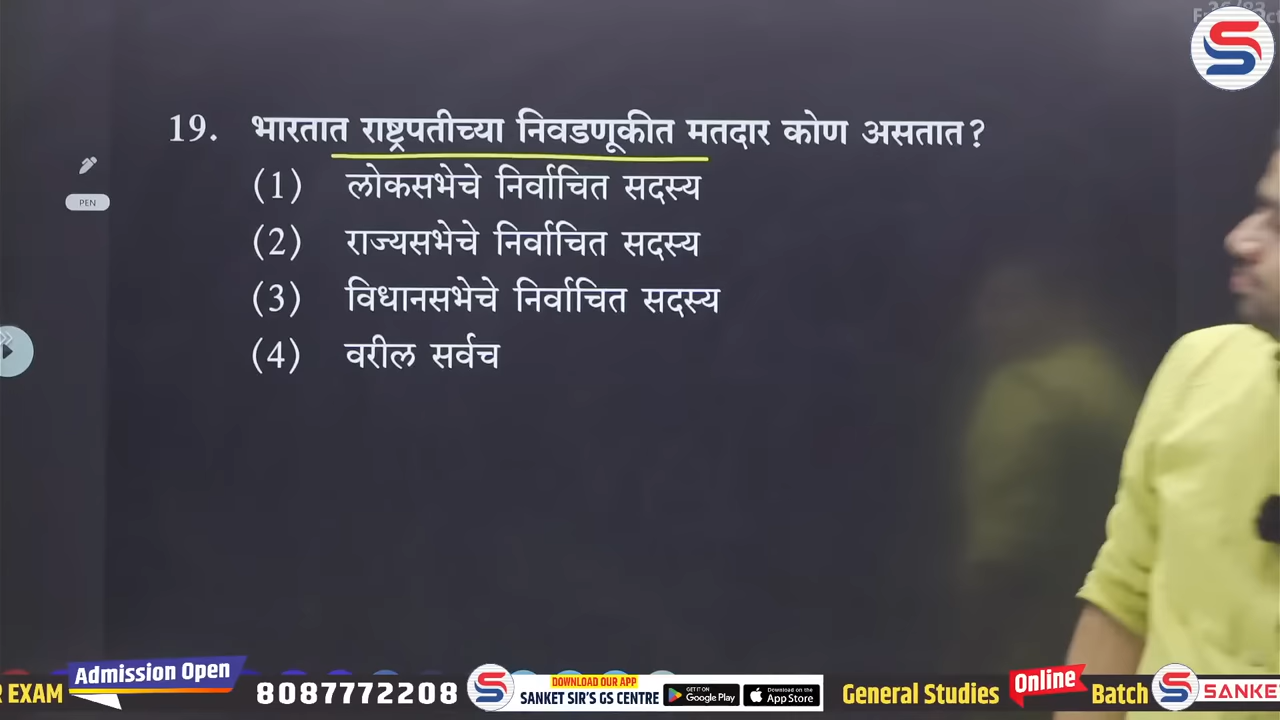 19. भारतात राष्ट्रपतीच्या निवडणूकीत मतदार कोण असतात?
(1) लोकसभेचे निर्वाचित सदस्य
(2) राज्यसभेचे निर्वाचित सदस्य
(3) विधानसभेचे निर्वाचित सदस्य
(4) वरील सर्वच
PEN
EXAM
Admission Open
8087772208
DOWNLOAD OUR APP
SANKET SIR'S GS CENTRE
GET IT ON
Google Play
Download on the
App Store
General Studies
Online
Batch
SANKE